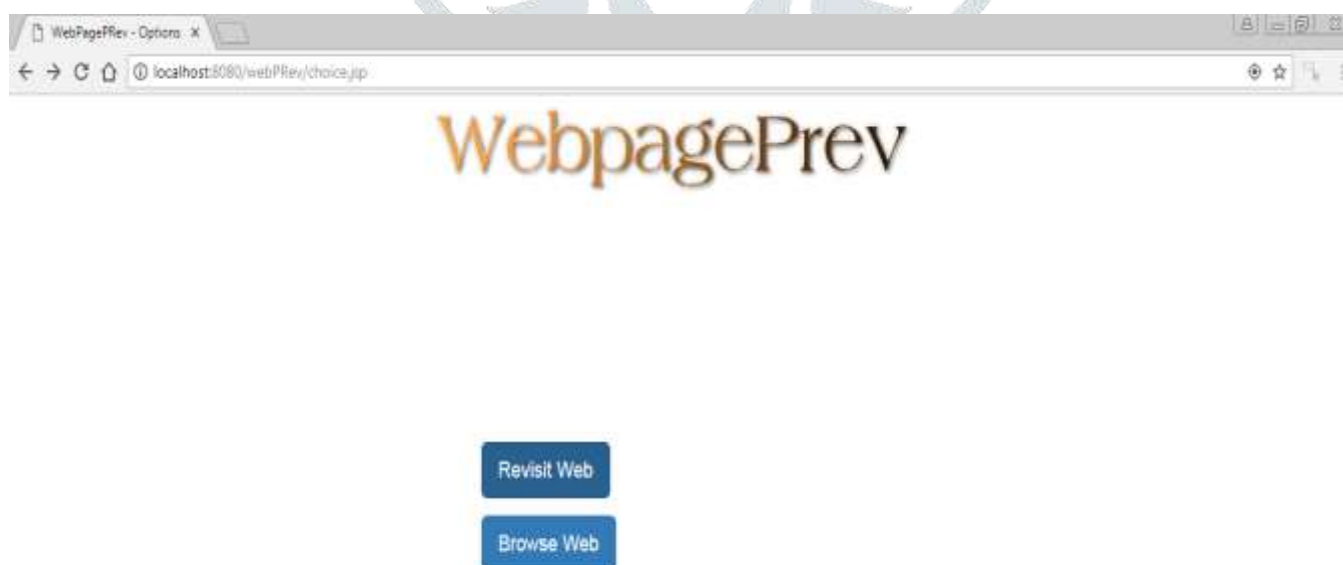 WebPagePRev - Options
localhost:8080/webPRev/choice.jsp
WebpagePrev
Revisit Web
Browse Web